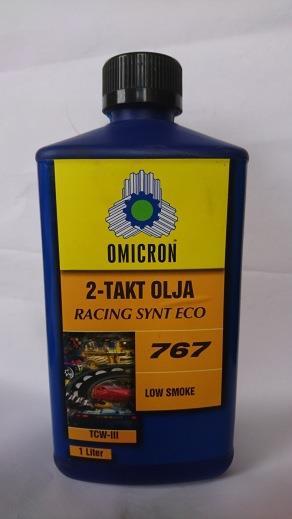 OMICRON
2-TAKT OLJA
RACING SYNT ECO
767
LOW SMOKE
TCW-III
1 Liter